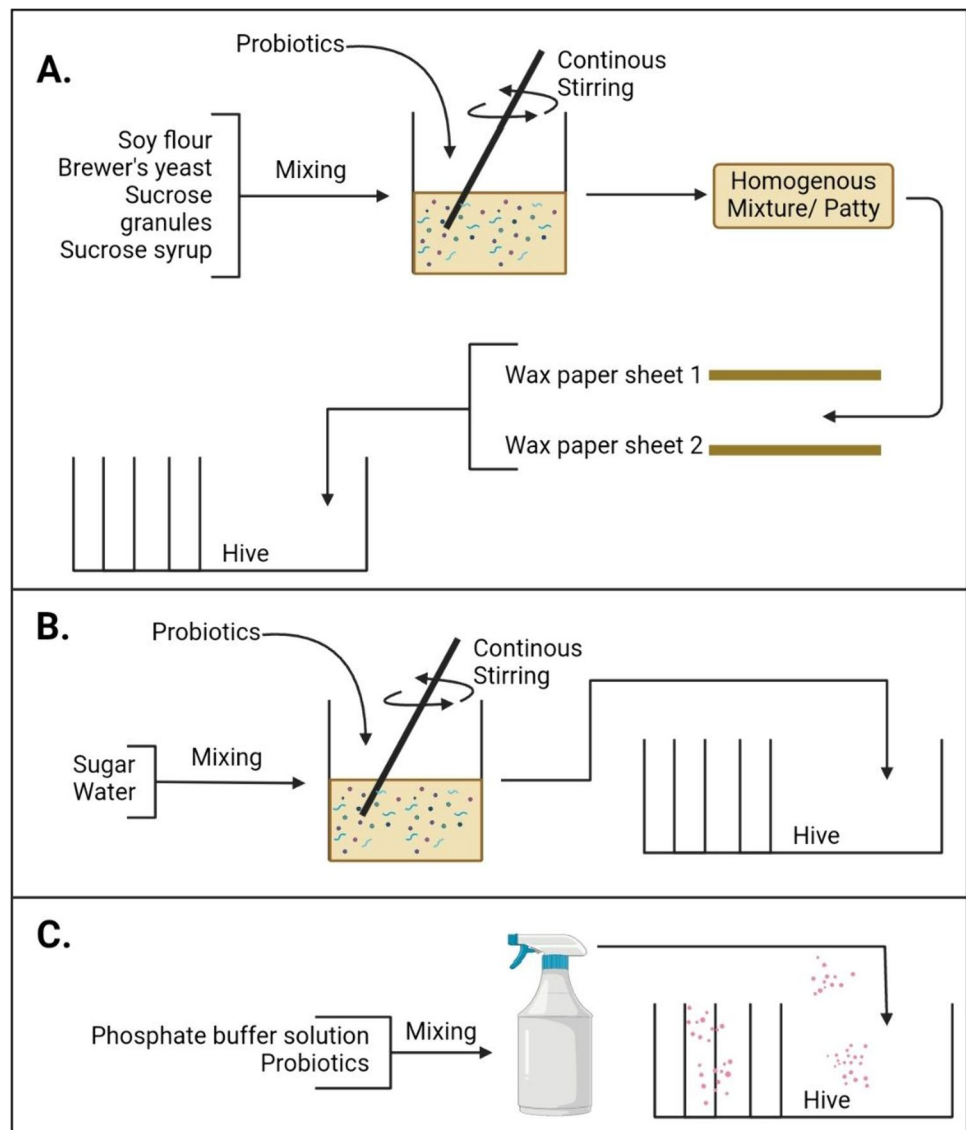 A.
Probiotics
Continous
Stirring
Soy flour
Brewer's yeast
Sucrose
granules
Sucrose syrup
Mixing
Homogenous
Mixture/ Patty
Wax paper sheet 1
Wax paper sheet 2
Hive
B.
Probiotics
Continous
Stirring
Sugar
Water
Mixing
Hive
C.
Phosphate buffer solution
Probiotics
Mixing
Hive